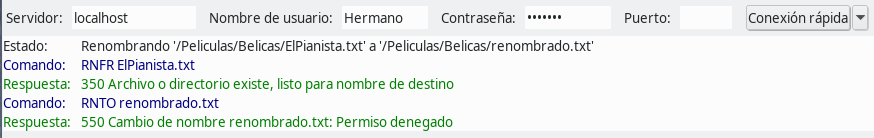 Servidor: localhost Nombre de usuario: Hermano Contraseña: ••••••• Puerto: Conexión rápida
Estado: Renombrando '/Peliculas/Belicas/ElPianista.txt' a '/Peliculas/Belicas/renombrado.txt'
Comando: RNFR ElPianista.txt
Respuesta: 350 Archivo o directorio existe, listo para nombre de destino
Comando: RNTO renombrado.txt
Respuesta: 550 Cambio de nombre renombrado.txt: Permiso denegado